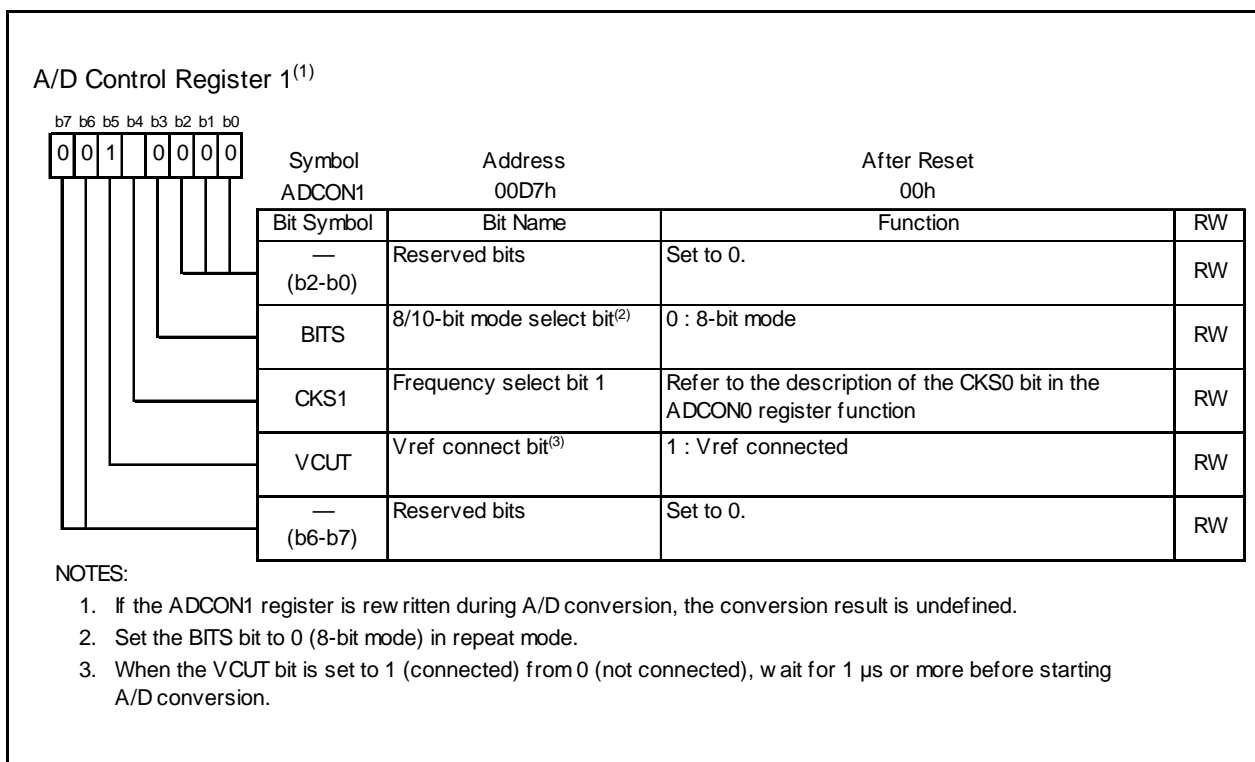 A/D Control Register 1(1)
b7 b6 b5 b4 b3 b2 b1 b0
0 0 1 0 0 0 0
Symbol Address After Reset
ADCON1 00D7h 00h
Bit Symbol Bit Name Function RW
— (b2-b0) Reserved bits Set to 0. RW
BITS 8/10-bit mode select bit(2) 0 : 8-bit mode RW
CKS1 Frequency select bit 1 Refer to the description of the CKS0 bit in the ADCON0 register function RW
VCUT Vref connect bit(3) 1 : Vref connected RW
— (b6-b7) Reserved bits Set to 0. RW
NOTES:
1. If the ADCON1 register is rewritten during A/D conversion, the conversion result is undefined.
2. Set the BITS bit to 0 (8-bit mode) in repeat mode.
3. When the VCUT bit is set to 1 (connected) from 0 (not connected), wait for 1 µs or more before starting
A/D conversion.